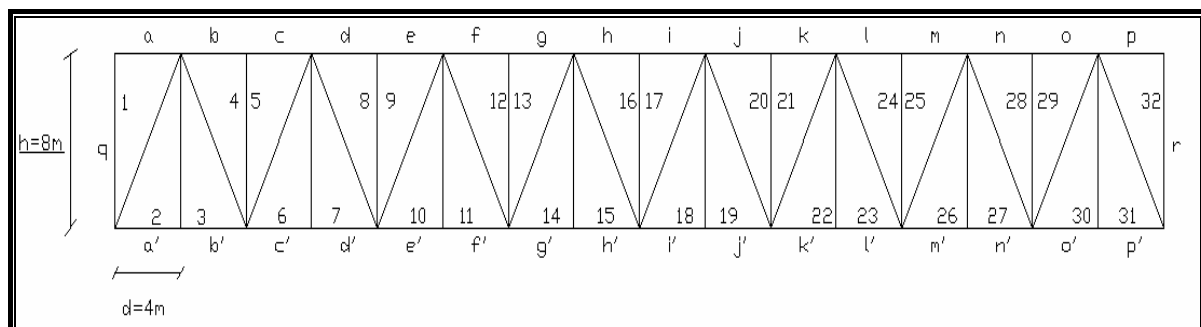 a b c d e f g h i j k l m n o p
1 4 5 8 9 12 13 16 17 20 21 24 25 28 29 32
h=8m q r
2 3 6 7 10 11 14 15 18 19 22 23 26 27 30 31
a' b' c' d' e' f' g' h' i' j' k' l' m' n' o' p'
d=4m